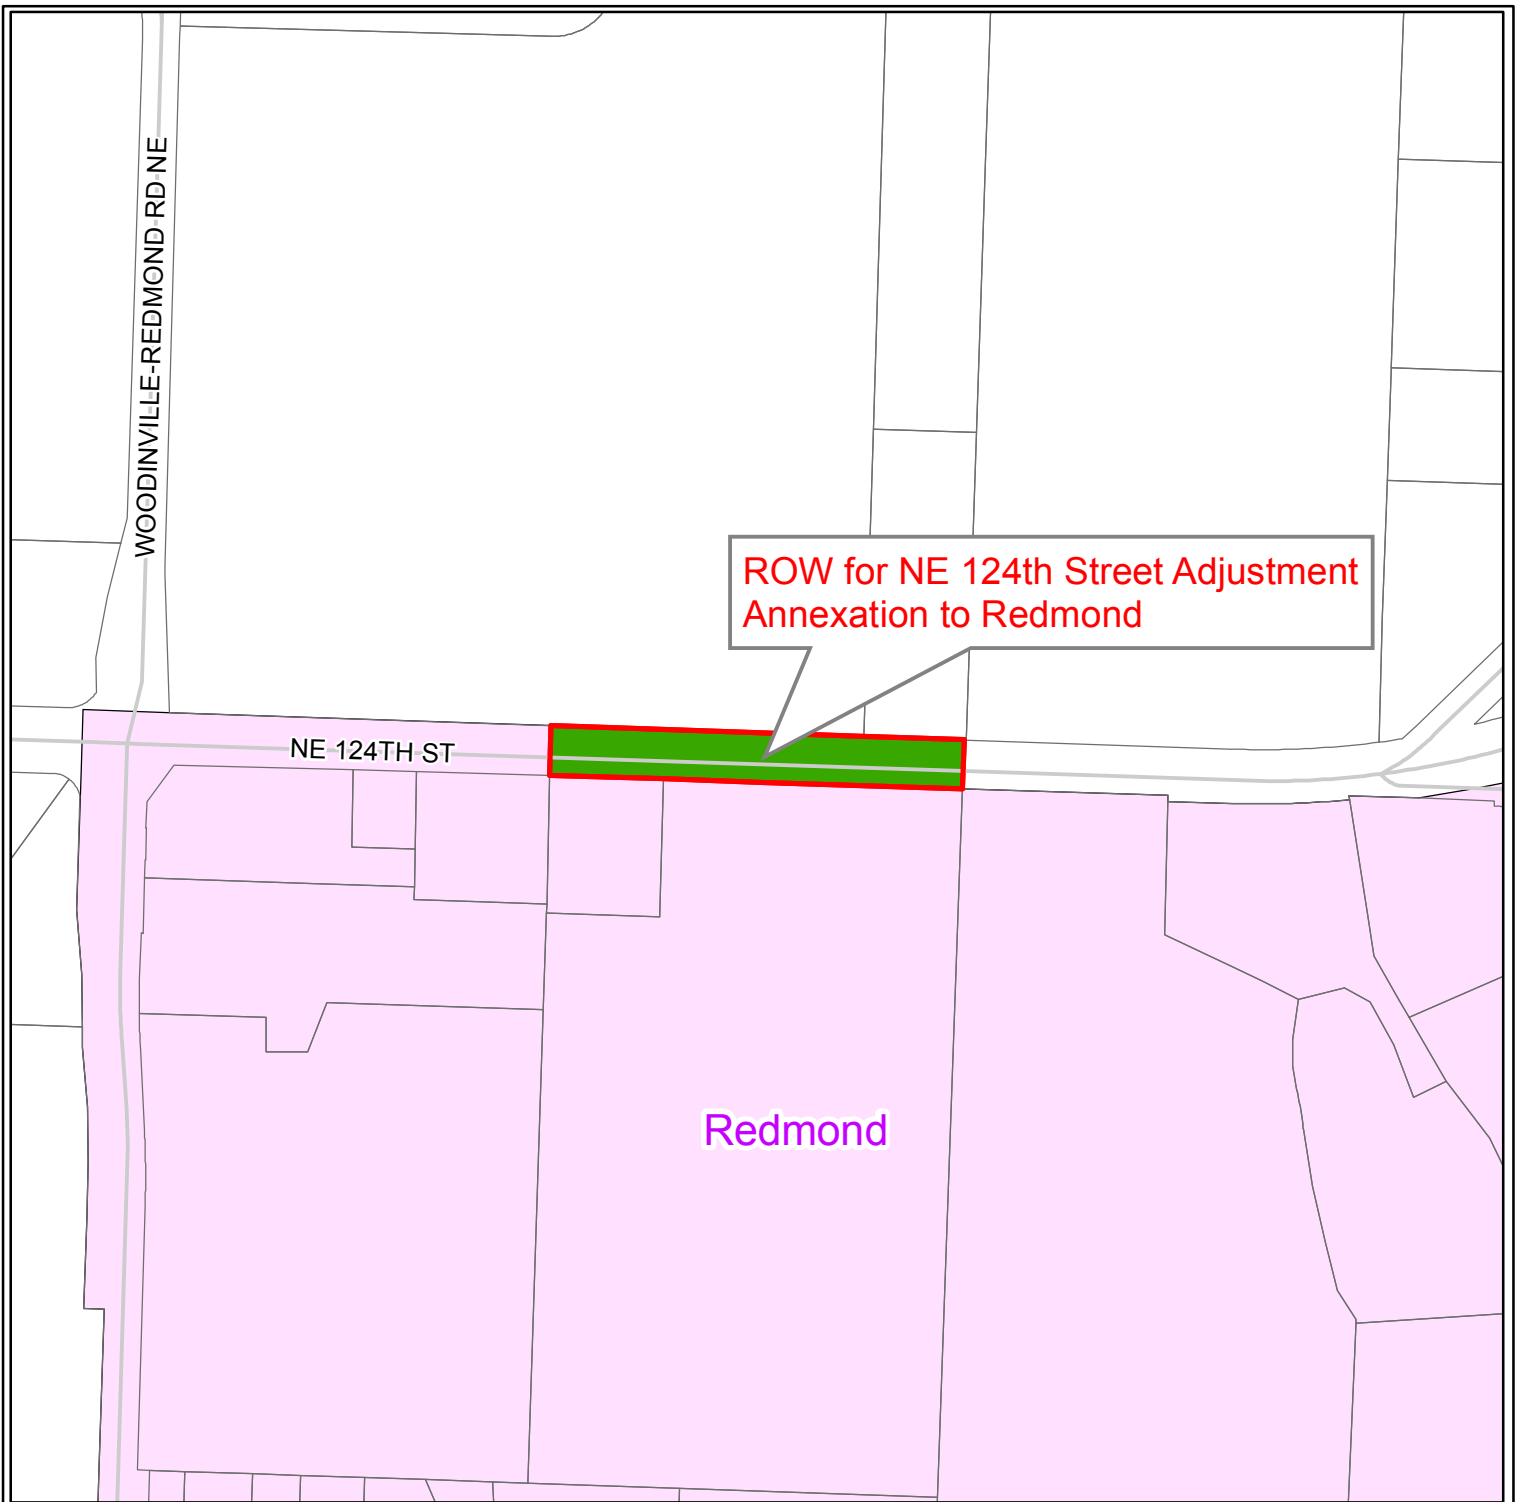 WOODINVILLE-REDMOND-RD-NE
ROW for NE 124th Street Adjustment
Annexation to Redmond
NE 124TH ST
Redmond